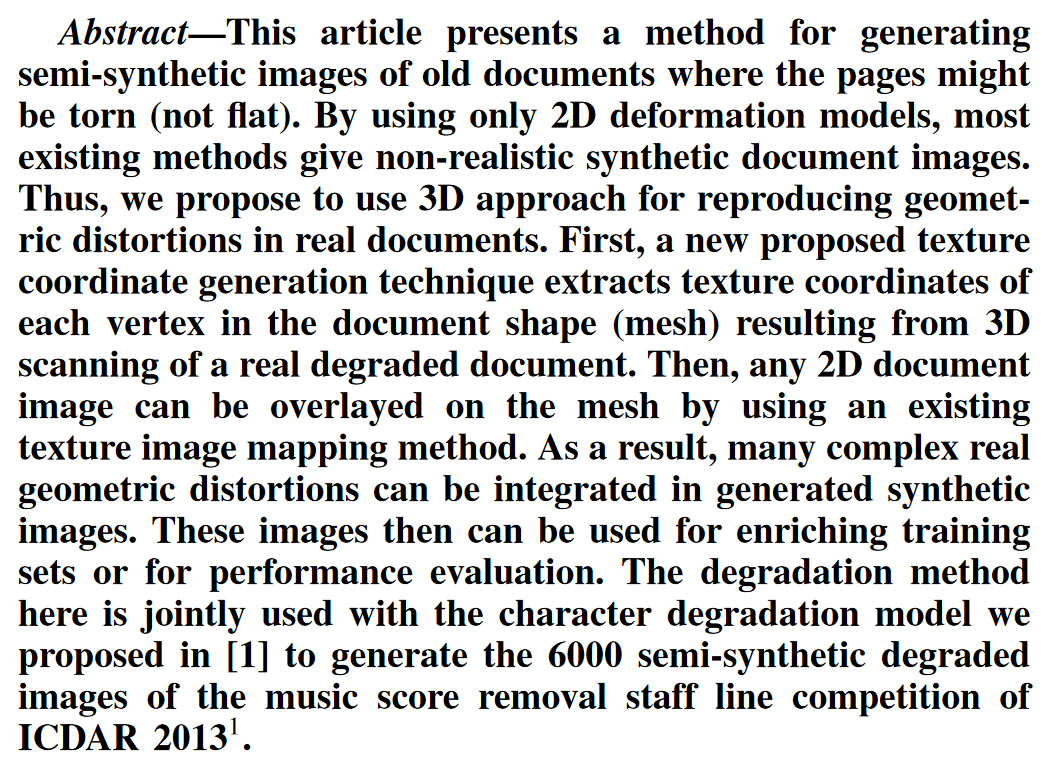 Abstract—This article presents a method for generating
semi-synthetic images of old documents where the pages might
be torn (not flat). By using only 2D deformation models, most
existing methods give non-realistic synthetic document images.
Thus, we propose to use 3D approach for reproducing geomet-
ric distortions in real documents. First, a new proposed texture
coordinate generation technique extracts texture coordinates of
each vertex in the document shape (mesh) resulting from 3D
scanning of a real degraded document. Then, any 2D document
image can be overlayed on the mesh by using an existing
texture image mapping method. As a result, many complex real
geometric distortions can be integrated in generated synthetic
images. These images then can be used for enriching training
sets or for performance evaluation. The degradation method
here is jointly used with the character degradation model we
proposed in [1] to generate the 6000 semi-synthetic degraded
images of the music score removal staff line competition of
ICDAR 2013¹.